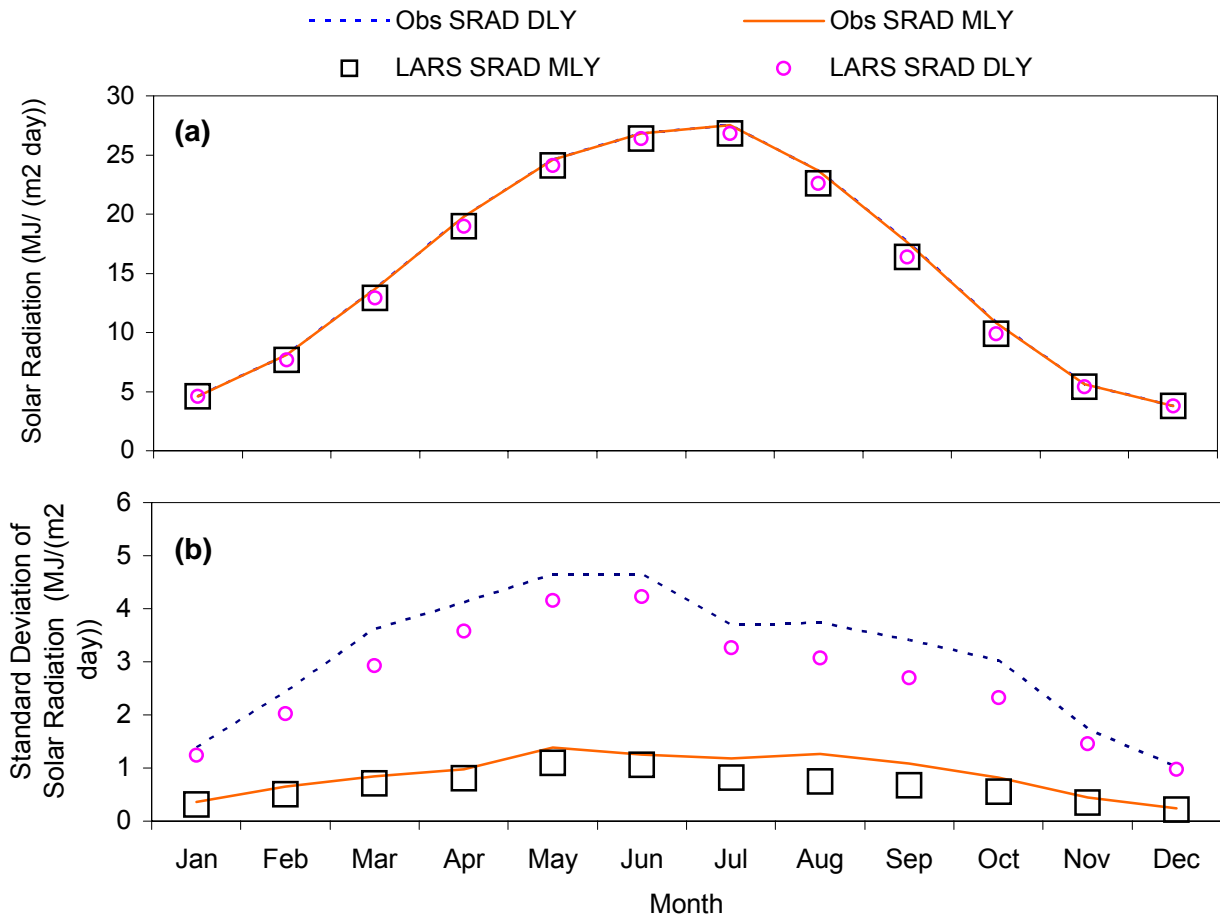 Obs SRAD DLY
Obs SRAD MLY
LARS SRAD MLY
LARS SRAD DLY
Solar Radiation (MJ/ (m2 day))
30
25
20
15
10
5
0
(a)
Standard Deviation of
Solar Radiation (MJ/(m2
day))
6
5
4
3
2
1
0
(b)
Jan Feb Mar Apr May Jun Jul Aug Sep Oct Nov Dec
Month